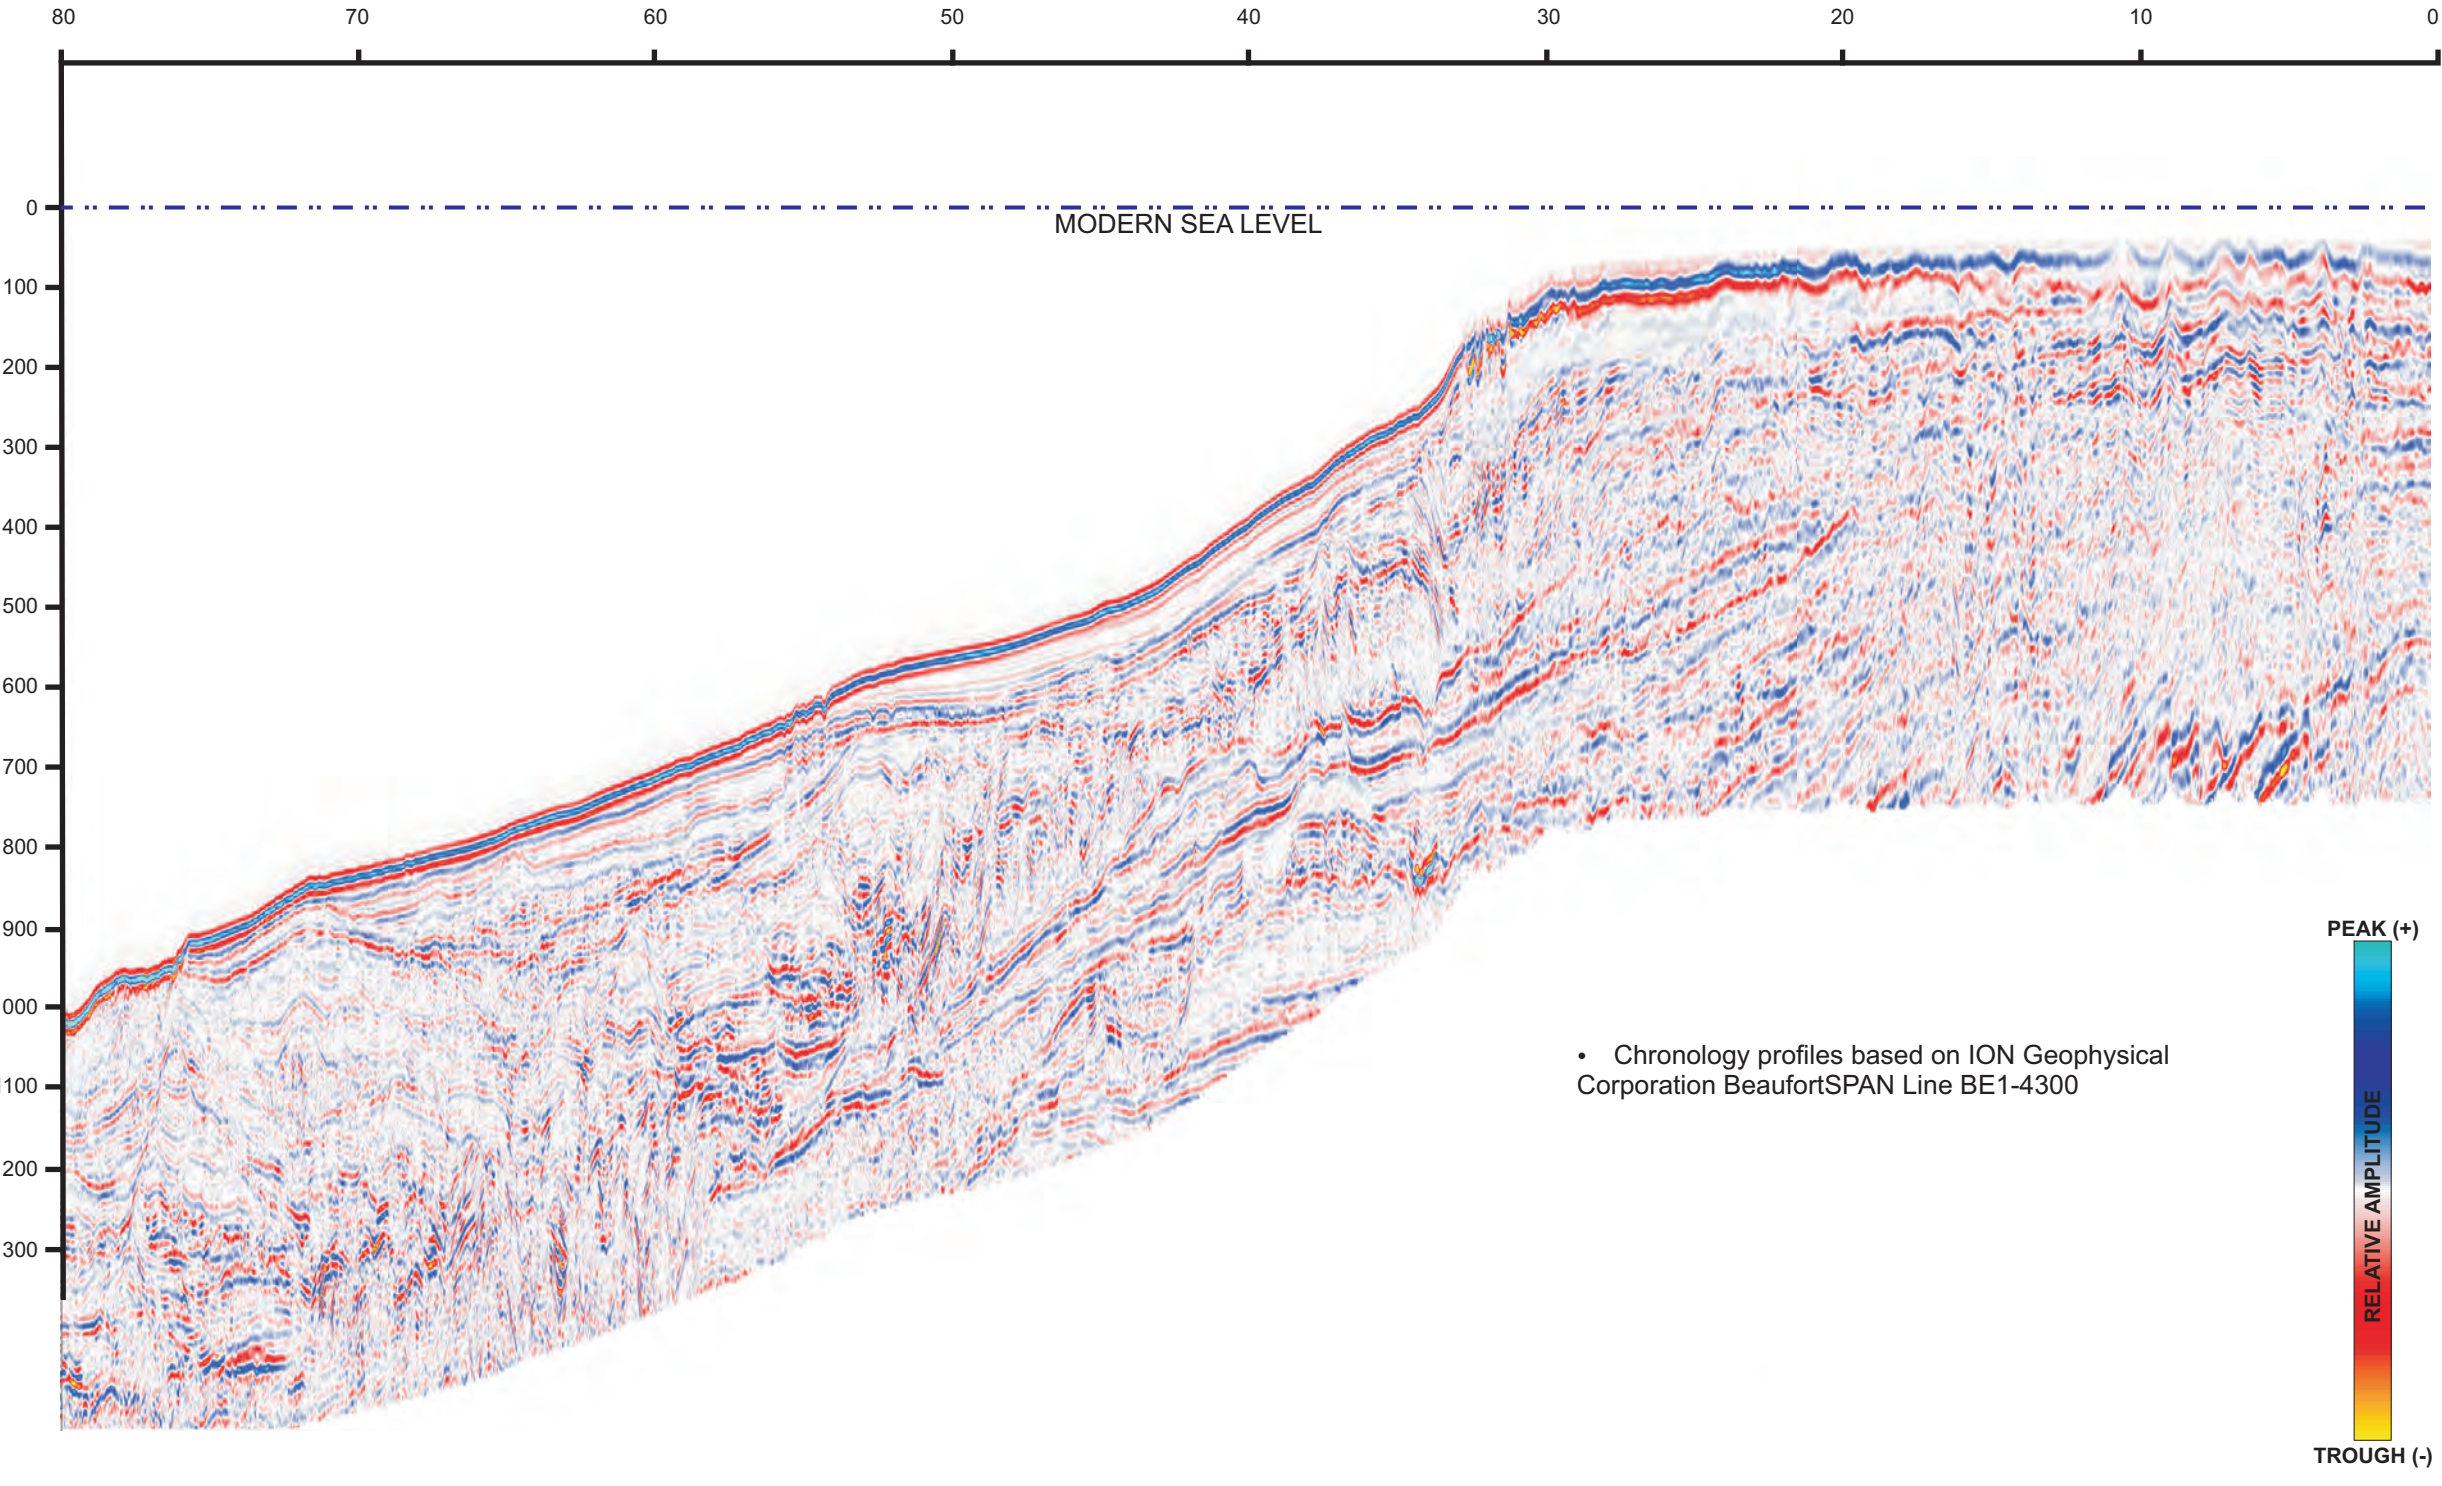 80 70 60 50 40 30 20 10 0
0
MODERN SEA LEVEL
100
200
300
400
500
600
700
800
900
PEAK (+)
000
• Chronology profiles based on ION Geophysical
Corporation BeaufortSPAN Line BE1-4300
100
200
300
RELATIVE AMPLITUDE
TROUGH (-)